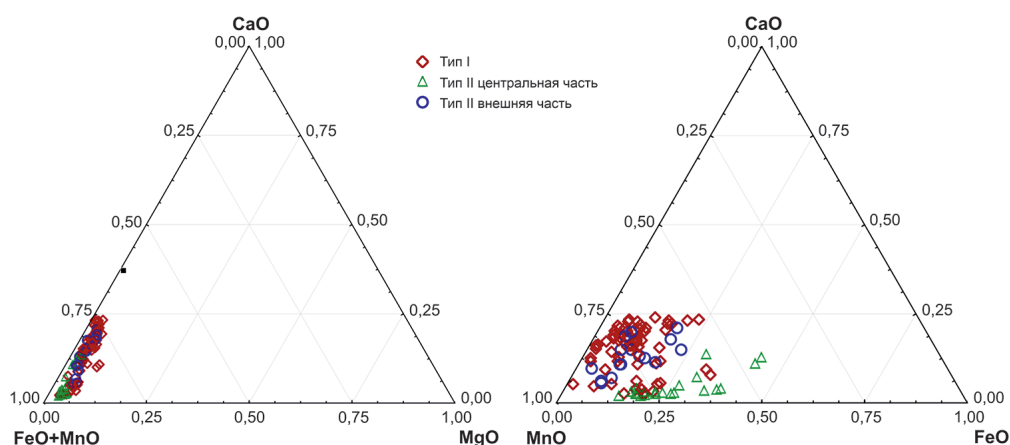 CaO
0,00 1,00
0,25 0,75
0,50 0,50
0,75 0,25
1,00 0,00
0,00 0,25 0,50 0,75 1,00
FeO+MnO MgO
Тип I
Тип II центральная часть
Тип II внешняя часть
CaO
0,00 1,00
0,25 0,75
0,50 0,50
0,75 0,25
1,00 0,00
0,00 0,25 0,50 0,75 1,00
MnO FeO